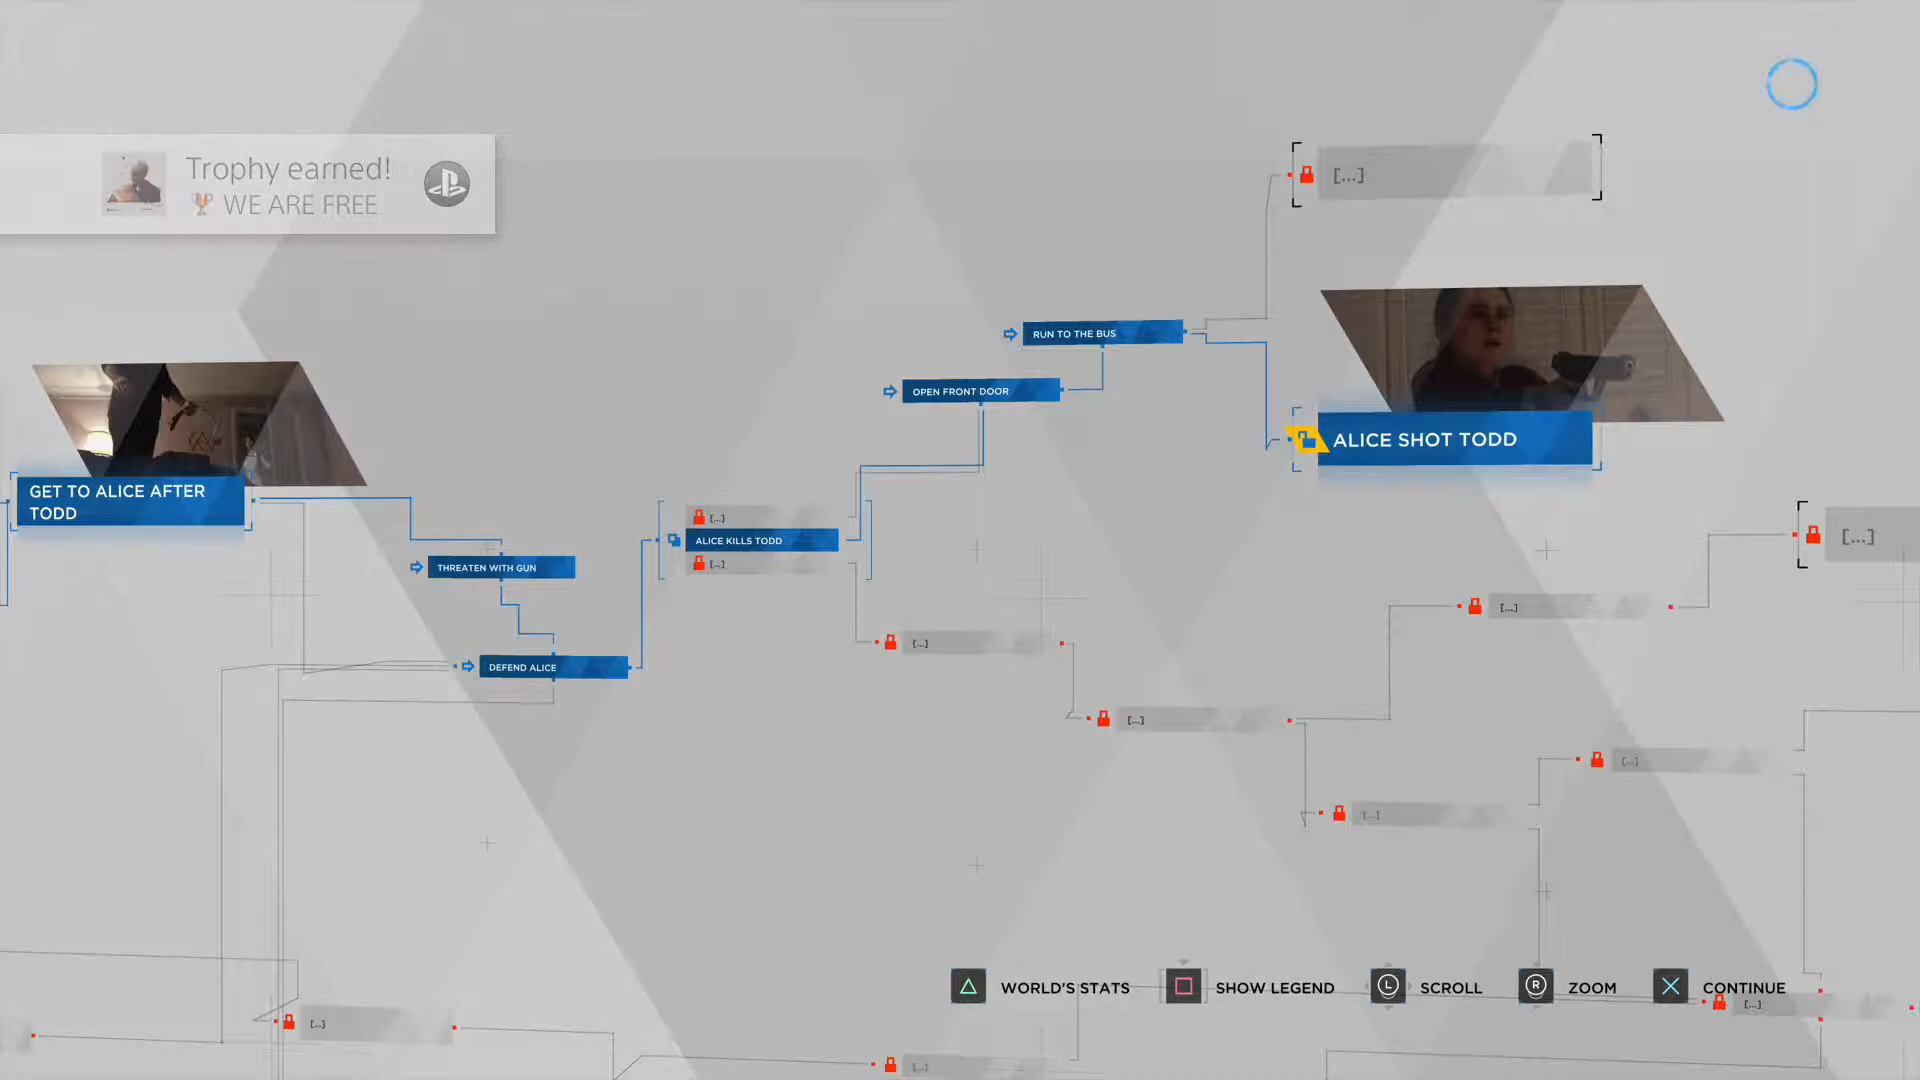 Trophy earned!
WE ARE FREE
[...]
RUN TO THE BUS
OPEN FRONT DOOR
ALICE SHOT TODD
GET TO ALICE AFTER
TODD
[...]
ALICE KILLS TODD
[...]
[...]
THREATEN WITH GUN
[...]
[...]
DEFEND ALICE
[...]
[...]
[...]
WORLD'S STATS
SHOW LEGEND
L
SCROLL
R
ZOOM
CONTINUE
[...]
[...]
[...]